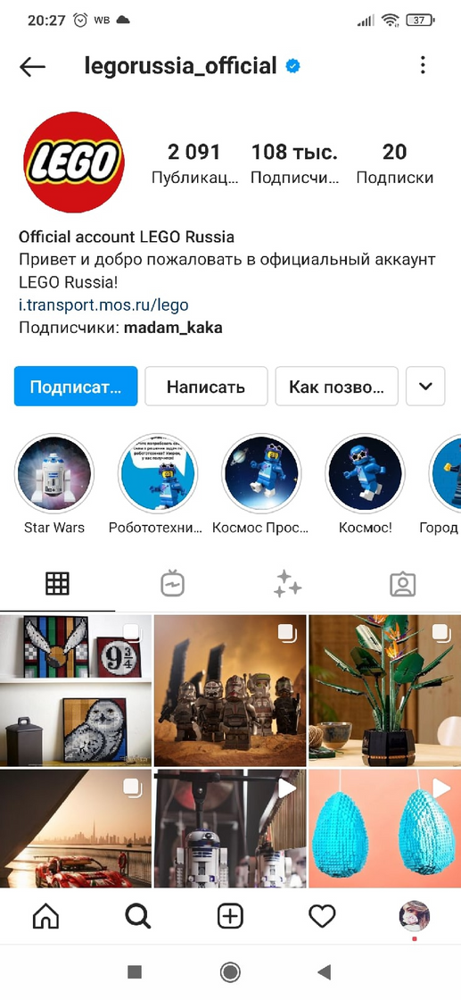 20:27 WB 37
legorussia_official
LEGO
2 091 108 тыс. 20
Публикац... Подписчи... Подписки
Official account LEGO Russia
Привет и добро пожаловать в официальный аккаунт
LEGO Russia!
i.transport.mos.ru/lego
Подписчики: madam_kaka
Подписат... Написать Как позво...
Star Wars Робототехни... Космос Прос... Космос! Город
9 3/4